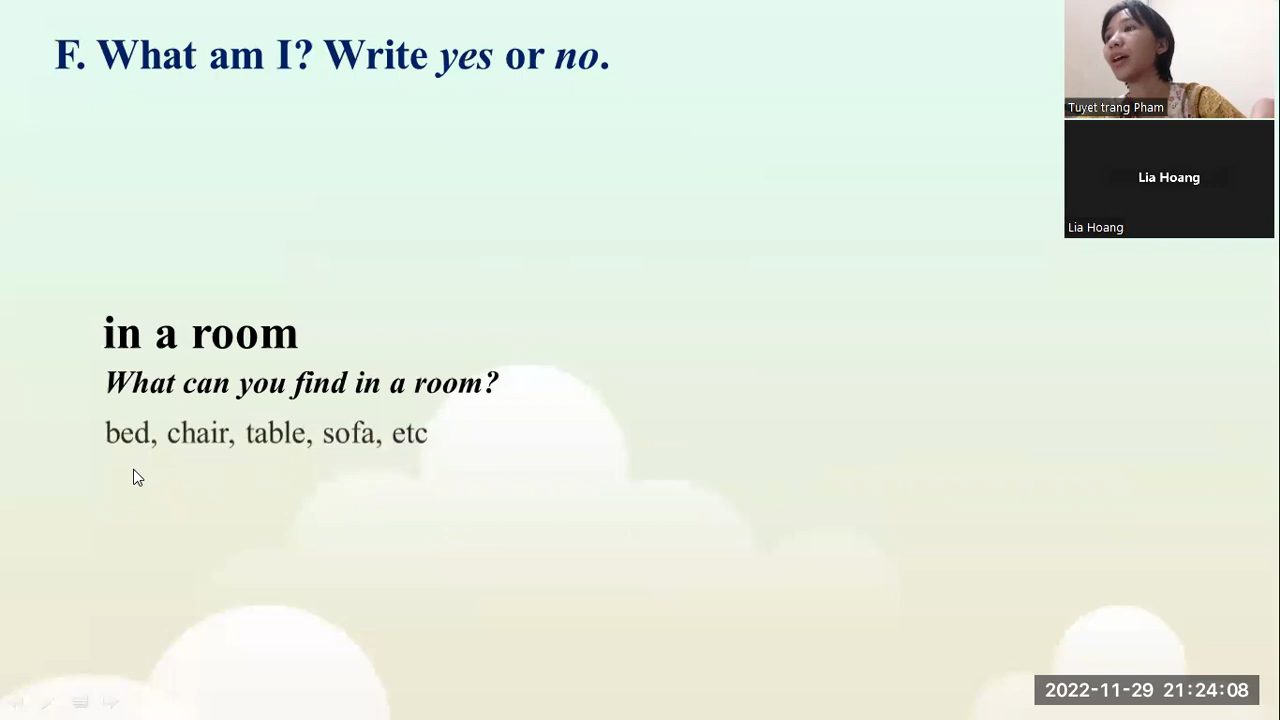 F. What am I? Write yes or no.
Tuyet trang Pham
Lia Hoang
Lia Hoang
in a room
What can you find in a room?
bed, chair, table, sofa, etc
2022-11-29 21:24:08